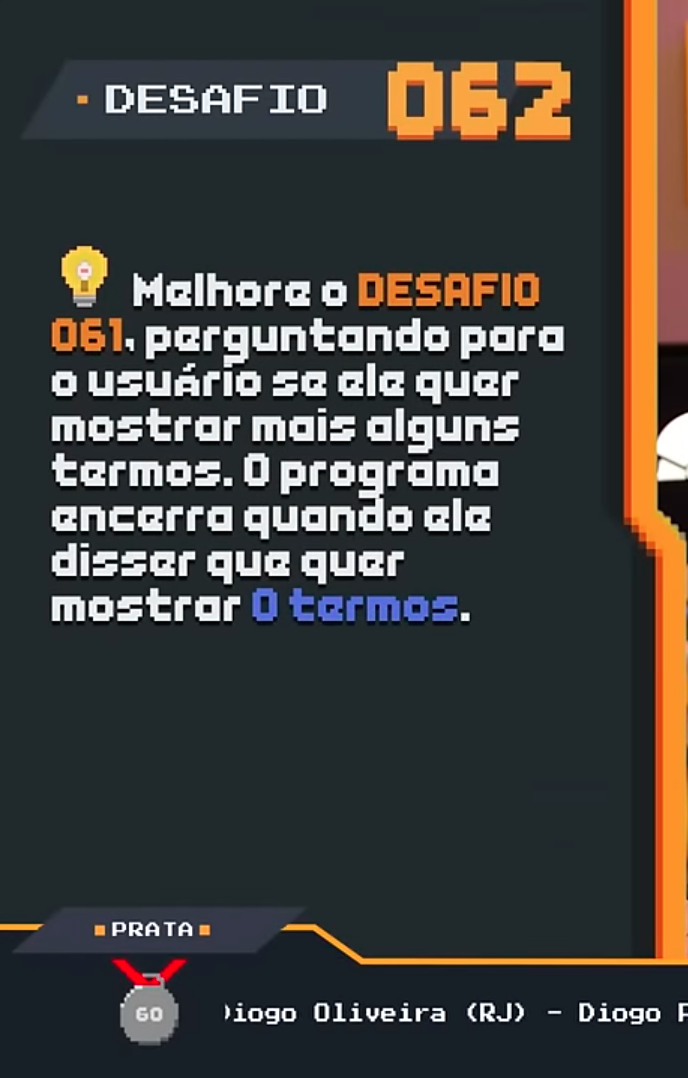 DESAFIO 062
Melhore o DESAFIO
061, perguntando para
o usuário se ele quer
mostrar mais alguns
termos. O programa
encerra quando ele
disser que quer
mostrar 0 termos.
PRATA
60
Oliveira (RJ) - Diogo